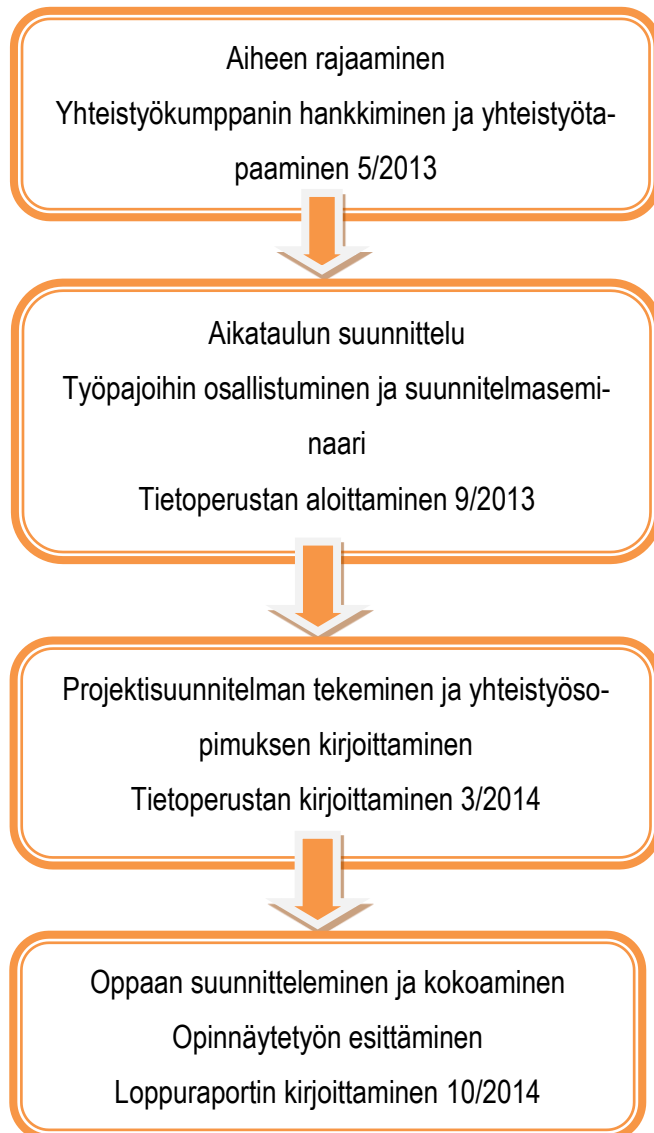 Aiheen rajaaminen
Yhteistyökumppanin hankkiminen ja yhteistyöta-
paaminen 5/2013
Aikataulun suunnittelu
Työpajoihin osallistuminen ja suunnitelmasemi-
naari
Tietoperustan aloittaminen 9/2013
Projektisuunnitelman tekeminen ja yhteistyöso-
pimuksen kirjoittaminen
Tietoperustan kirjoittaminen 3/2014
Oppaan suunnitteleminen ja kokoaminen
Opinnäytetyön esittäminen
Loppuraportin kirjoittaminen 10/2014